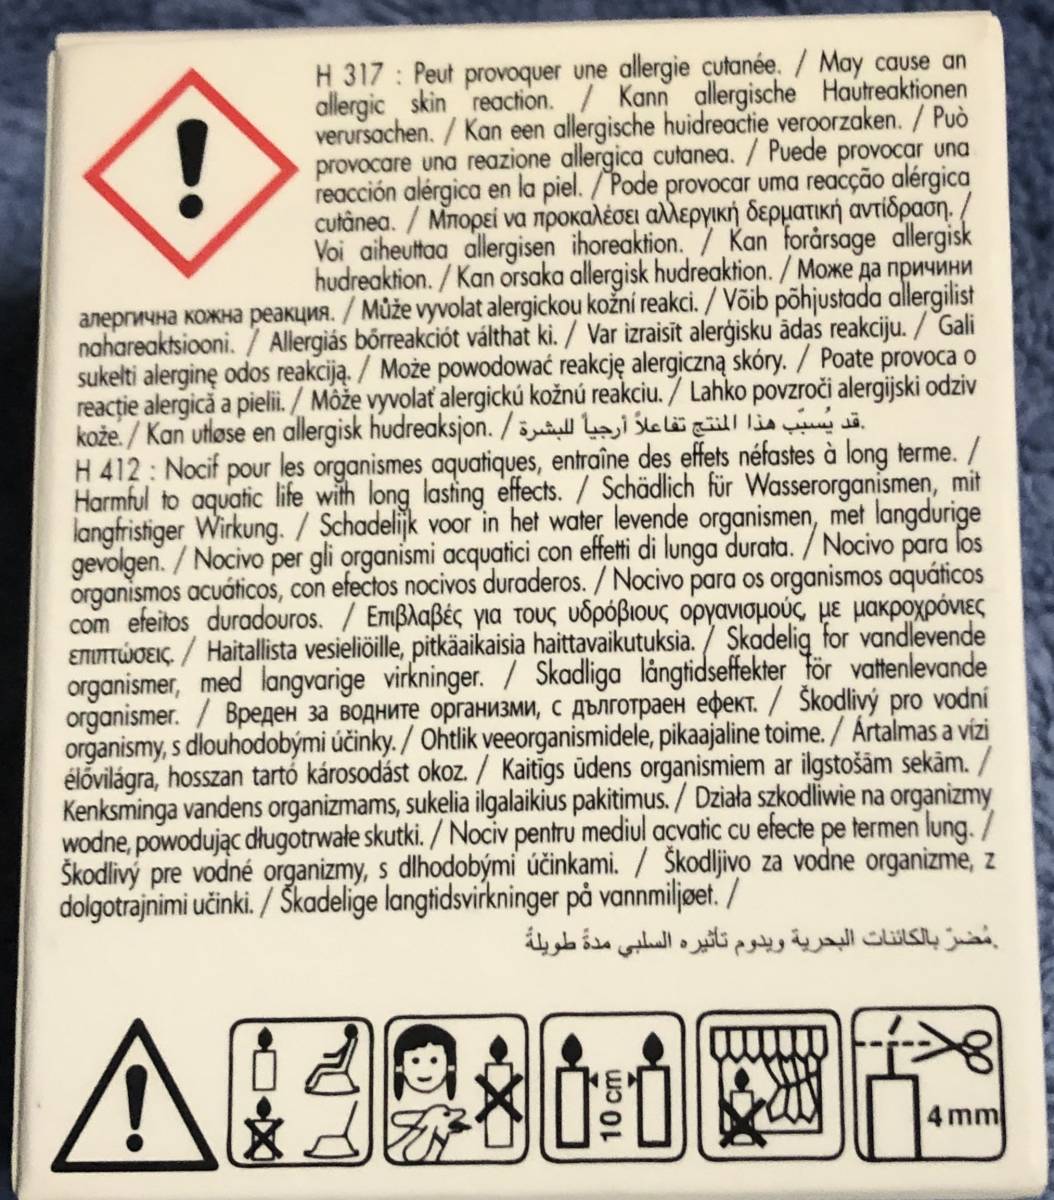 H 317 : Peut provoquer une allergie cutanée. / May cause an
allergic skin reaction. / Kann allergische Hautreaktionen
verursachen. / Kan een allergische huidreactie veroorzaken. / Può
provocare una reazione allergica cutanea. / Puede provocar una
reacción alérgica en la piel. / Pode provocar uma reacção alérgica
cutânea. / Μπορεί να προκαλέσει αλλεργική δερματική αντίδραση. /
Voi aiheuttaa allergisen ihoreaktion. / Kan forårsage allergisk
hudreaktion. / Kan orsaka allergisk hudreaktion. / Може да причини
алергична кожна реакция. / Může vyvolat alergickou kožní reakci. / Võib põhjustada allergilist
nahareaktsiooni. / Allergiás bőrreakciót válthat ki. / Var izraisīt alerģisku ādas reakciju. / Gali
sukelti alerginę odos reakciją. / Może powodować reakcję alergiczną skóry. / Poate provoca o
reacție alergică a pielii. / Môže vyvolať alergickú kožnú reakciu. / Lahko povzroči alergijski odziv
kože. / Kan utløse en allergisk hudreaksjon. / قد يُسبّب هذا المنتج تفاعلاً أرجياً للبشرة.
H 412 : Nocif pour les organismes aquatiques, entraîne des effets néfastes à long terme. /
Harmful to aquatic life with long lasting effects. / Schädlich für Wasserorganismen, mit
langfristiger Wirkung. / Schadelijk voor in het water levende organismen, met langdurige
gevolgen. / Nocivo per gli organismi acquatici con effetti di lunga durata. / Nocivo para los
organismos acuáticos, con efectos nocivos duraderos. / Nocivo para os organismos aquáticos
com efeitos duradouros. / Επιβλαβές για τους υδρόβιους οργανισμούς, με μακροχρόνιες
επιπτώσεις. / Haitallista vesieliöille, pitkäaikaisia haittavaikutuksia. / Skadelig for vandlevende
organismer, med langvarige virkninger. / Skadliga långtidseffekter för vattenlevande
organismer. / Вреден за водните организми, с дълготраен ефект. / Škodlivý pro vodní
organismy, s dlouhodobými účinky. / Ohtlik veeorganismidele, pikaajaline toime. / Ártalmas a vízi
élővilágra, hosszan tartó károsodást okoz. / Kaitīgs ūdens organismiem ar ilgstošām sekām. /
Kenksminga vandens organizmams, sukelia ilgalaikius pakitimus. / Działa szkodliwie na organizmy
wodne, powodując długotrwałe skutki. / Nociv pentru mediul acvatic cu efecte pe termen lung. /
Škodlivý pre vodné organizmy, s dlhodobými účinkami. / Škodljivo za vodne organizme, z
dolgotrajnimi učinki. / Skadelige langtidsvirkninger på vannmiljøet. /
مُضرّ بالكائنات البحرية ويدوم تأثيره السلبي مدةً طويلةً.
10 cm
4 mm